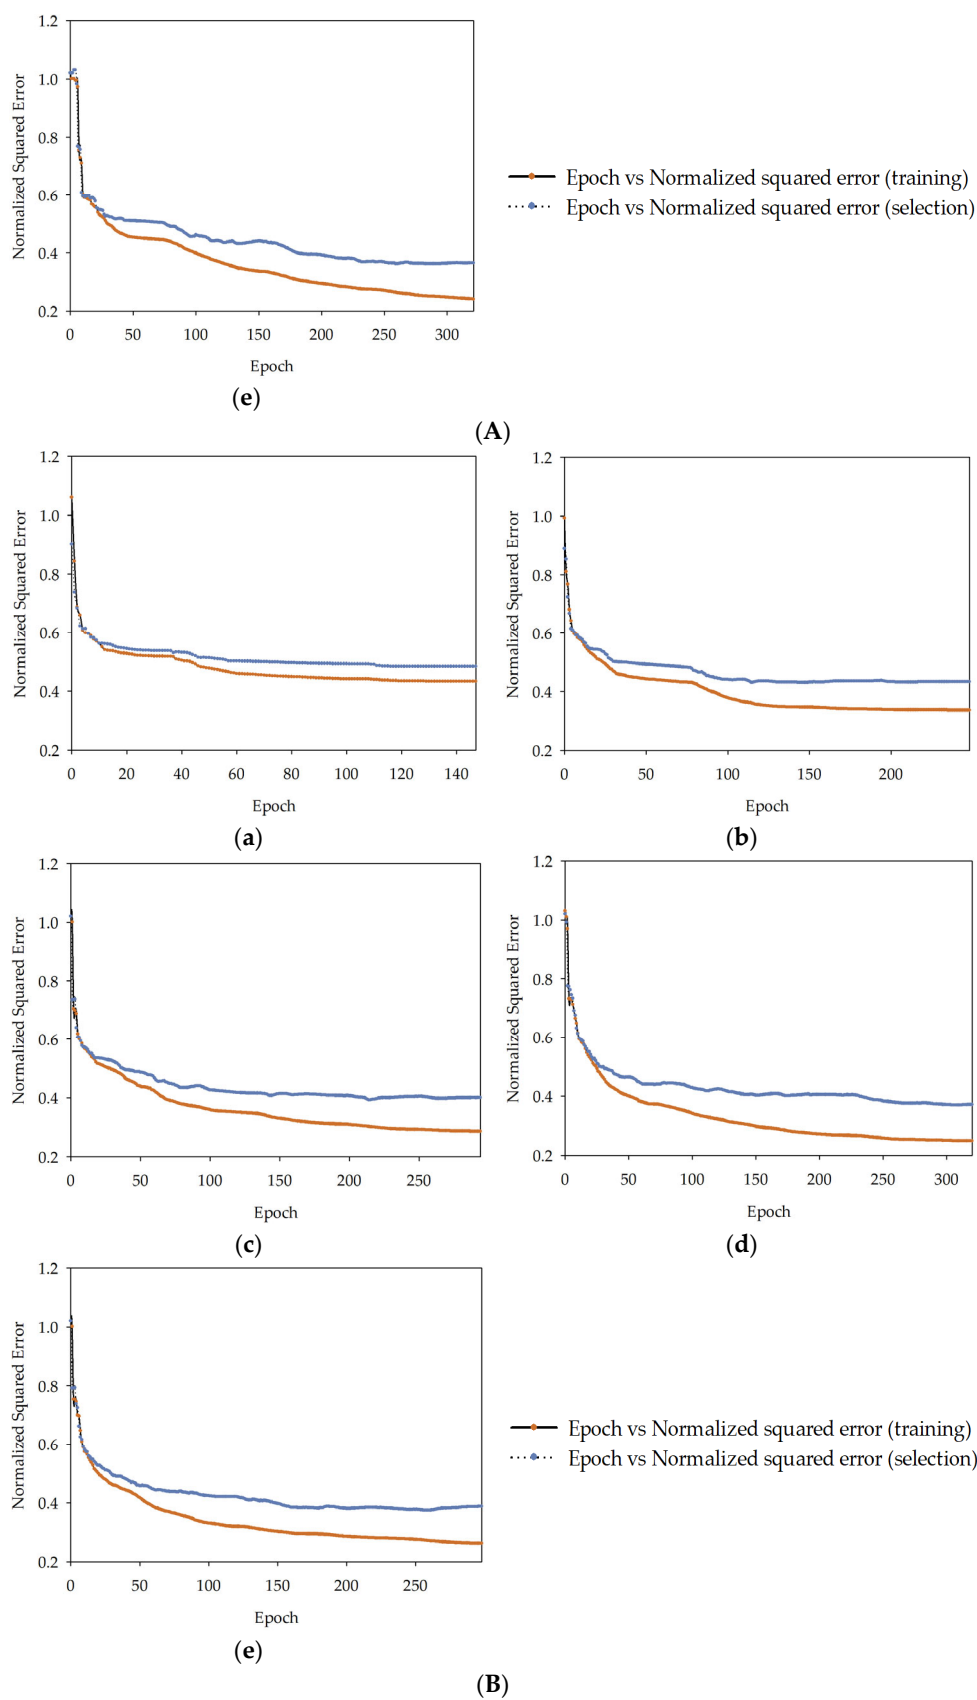 1.2
1.0
0.8
0.6
0.4
0.2
Normalized Squared Error
0 50 100 150 200 250 300
Epoch
Epoch vs Normalized squared error (training)
Epoch vs Normalized squared error (selection)
(e)
(A)
1.2
1.0
0.8
0.6
0.4
0.2
Normalized Squared Error
0 20 40 60 80 100 120 140
Epoch
(a)
1.2
1.0
0.8
0.6
0.4
0.2
Normalized Squared Error
0 50 100 150 200
Epoch
(b)
1.2
1.0
0.8
0.6
0.4
0.2
Normalized Squared Error
0 50 100 150 200 250
Epoch
(c)
1.2
1.0
0.8
0.6
0.4
0.2
Normalized Squared Error
0 50 100 150 200 250 300
Epoch
(d)
1.2
1.0
0.8
0.6
0.4
0.2
Normalized Squared Error
0 50 100 150 200 250
Epoch
Epoch vs Normalized squared error (training)
Epoch vs Normalized squared error (selection)
(e)
(B)